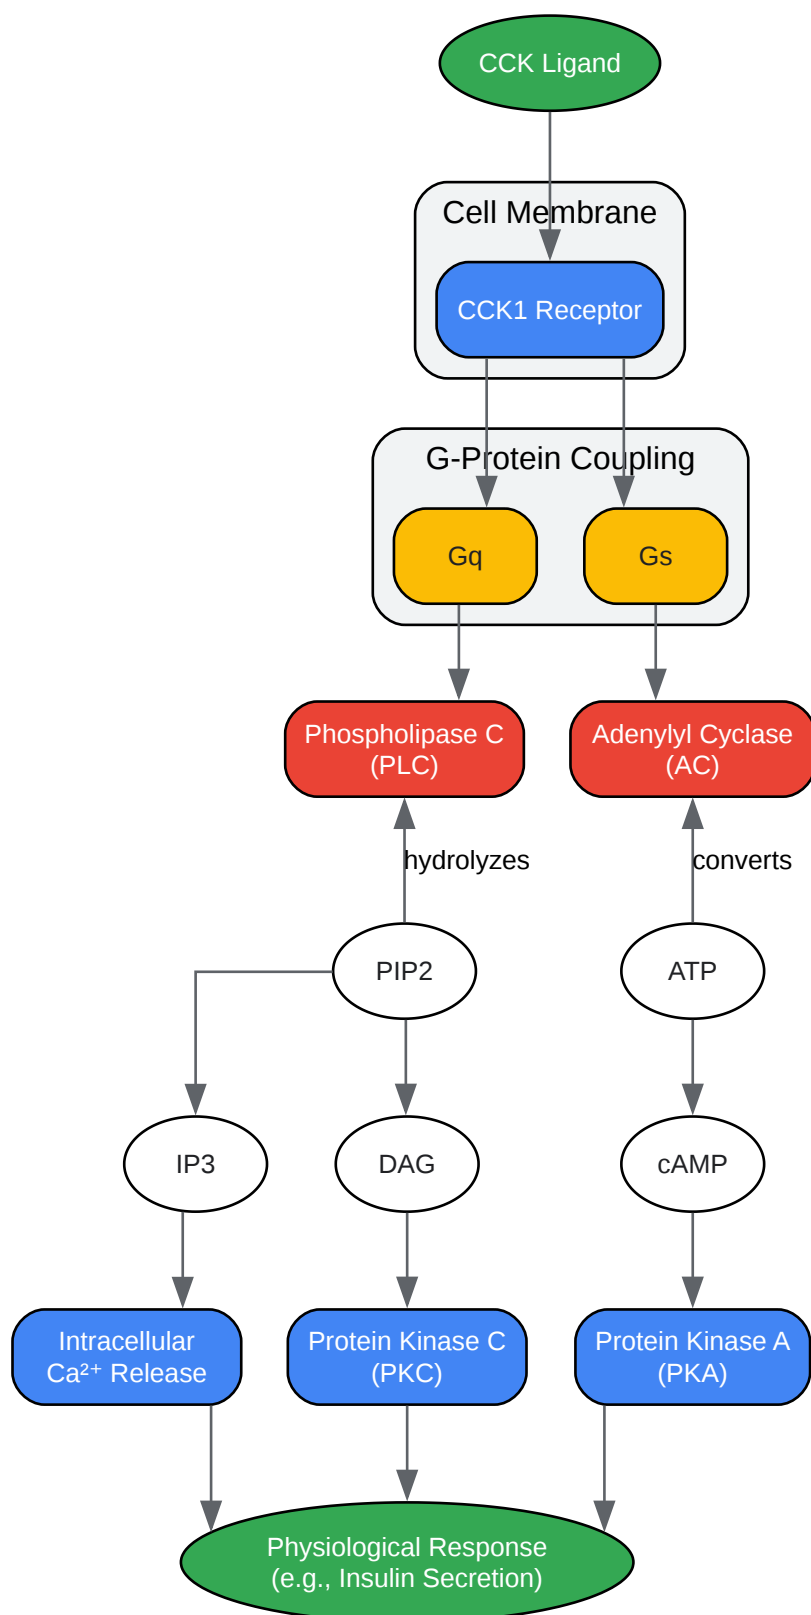 CCK Ligand
Cell Membrane
CCK1 Receptor
G-Protein Coupling
Gq
Gs
Phospholipase C
(PLC)
Adenylyl Cyclase
(AC)
hydrolyzes
converts
PIP2
ATP
IP3
DAG
cAMP
Intracellular
Ca²⁺ Release
Protein Kinase C
(PKC)
Protein Kinase A
(PKA)
Physiological Response
(e.g., Insulin Secretion)